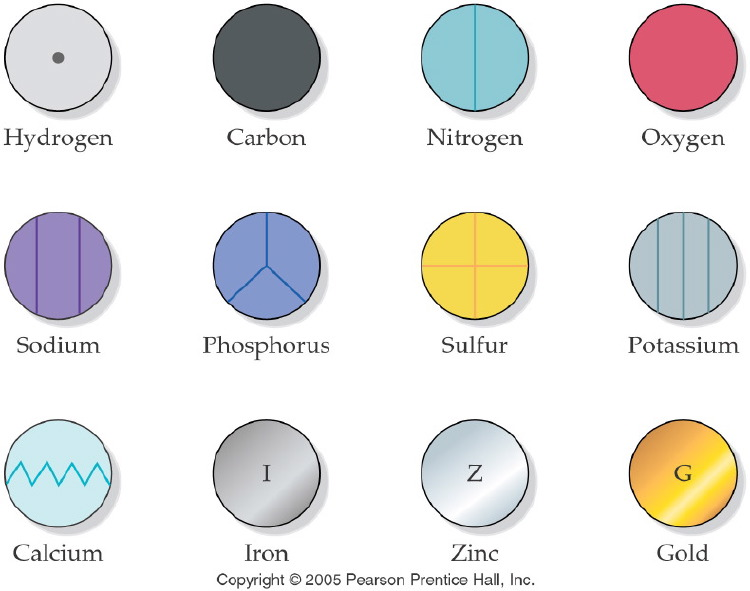 Hydrogen Carbon Nitrogen Oxygen
Sodium Phosphorus Sulfur Potassium
I Z G
Calcium Iron Zinc Gold
Copyright © 2005 Pearson Prentice Hall, Inc.